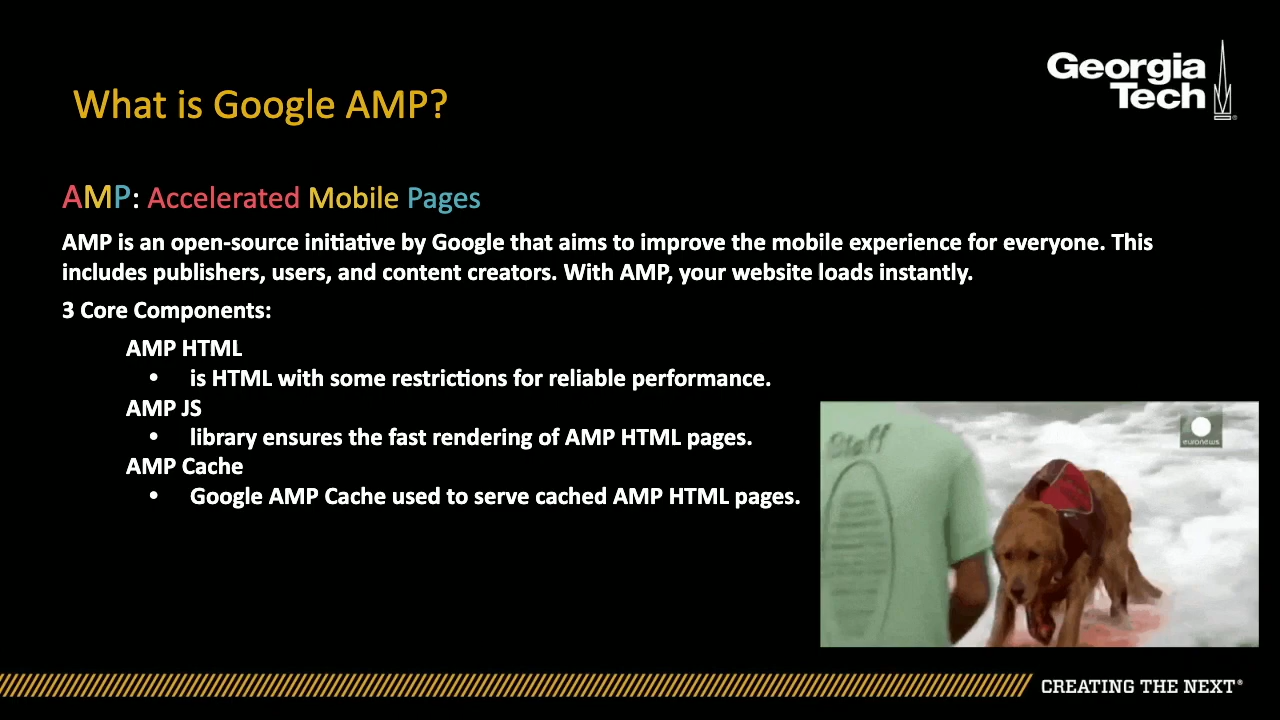 Georgia
Tech
What is Google AMP?
AMP: Accelerated Mobile Pages
AMP is an open-source initiative by Google that aims to improve the mobile experience for everyone. This
includes publishers, users, and content creators. With AMP, your website loads instantly.
3 Core Components:
AMP HTML
• is HTML with some restrictions for reliable performance.
AMP JS
• library ensures the fast rendering of AMP HTML pages.
AMP Cache
• Google AMP Cache used to serve cached AMP HTML pages.
Staff
euronews
CREATING THE NEXT®